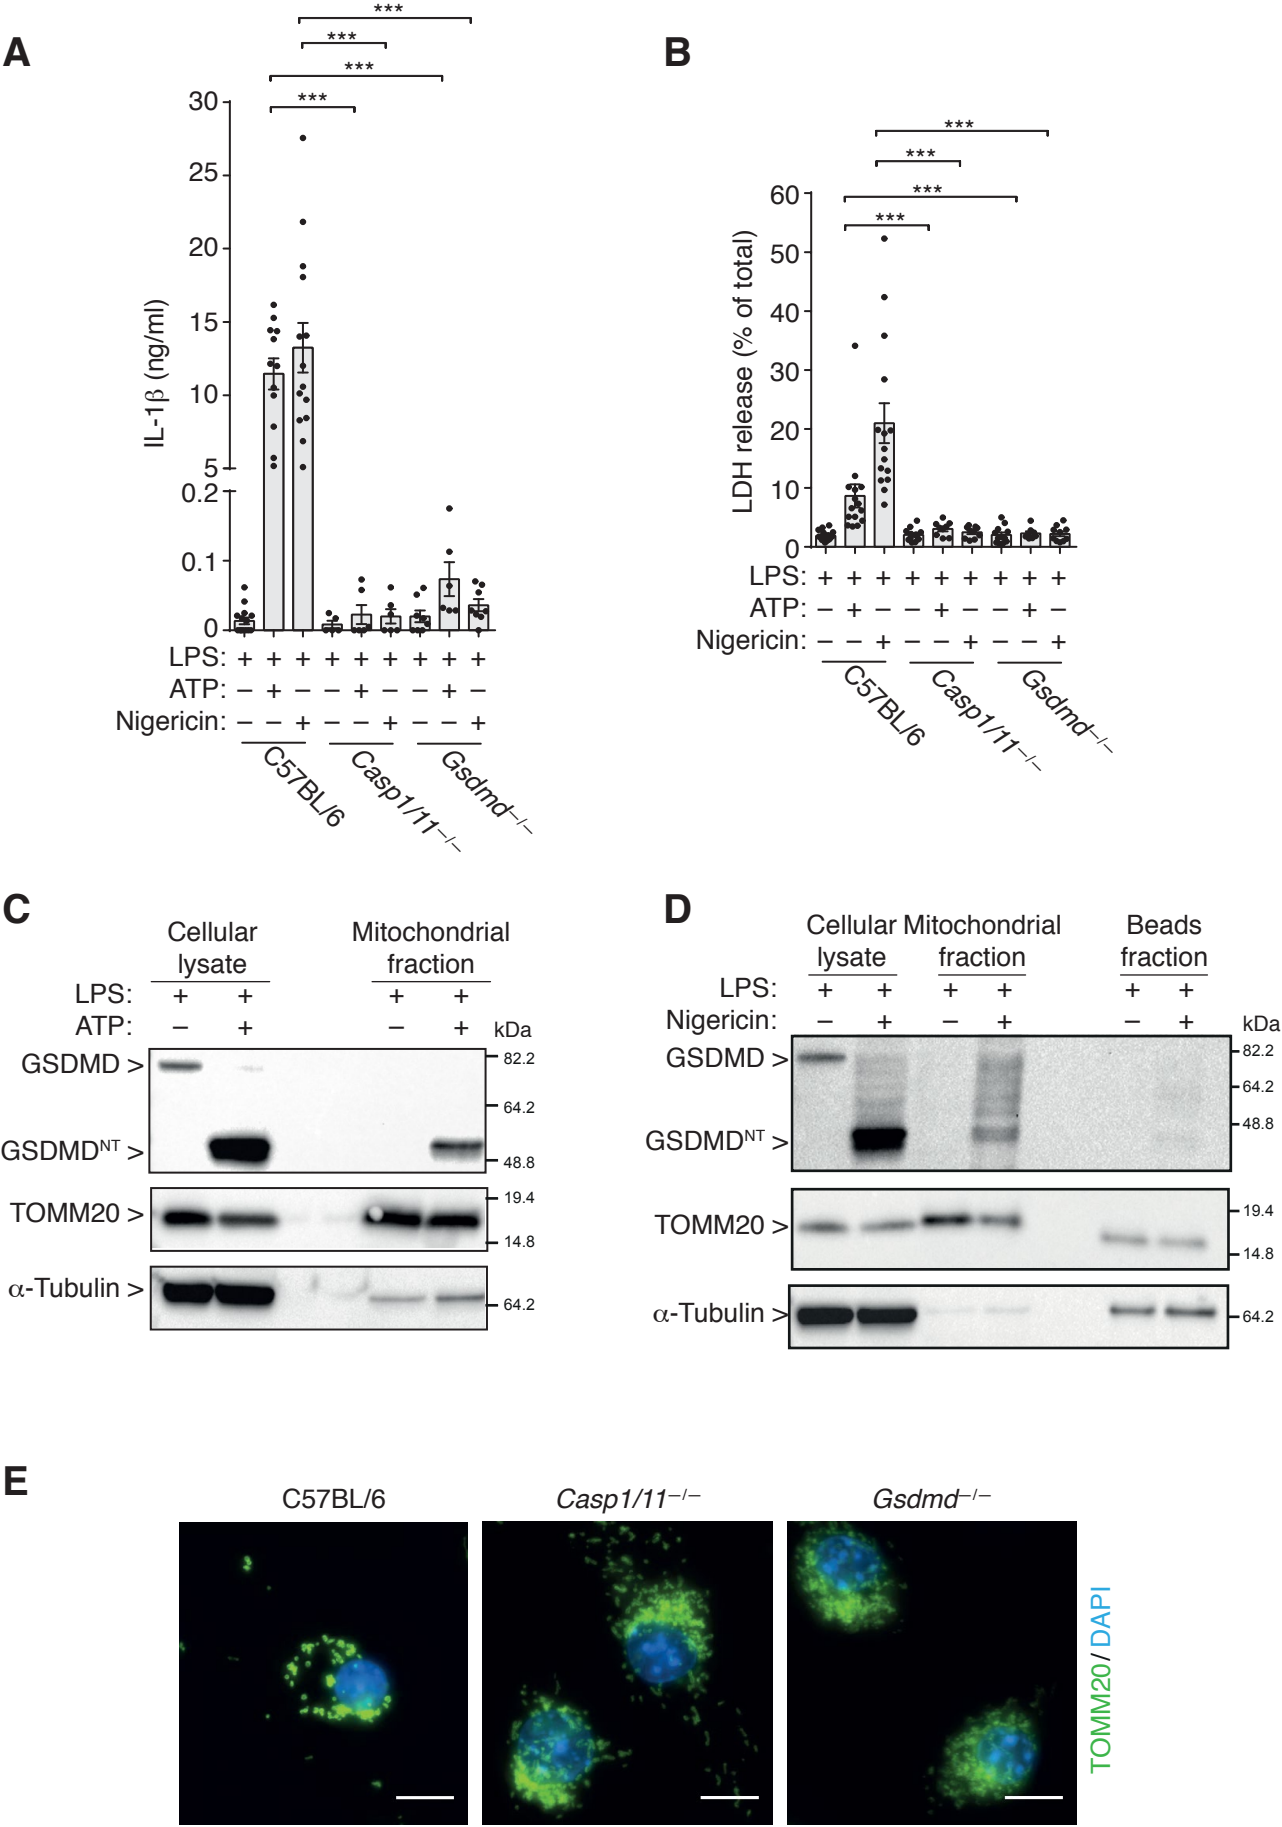 A
***
***
***
***
30
25
20
15
10
5
0.2
0.1
0
IL-1β (ng/ml)
LPS: + + + + + + + + +
ATP: − + − − + − − + −
Nigericin: − − + − − + − − +
C57BL/6
Casp1/11−/−
Gsdmd−/−
B
***
***
***
***
60
50
40
30
20
10
0
LDH release (% of total)
LPS: + + + + + + + + +
ATP: − + − − + − − + −
Nigericin: − − + − − + − − +
C57BL/6
Casp1/11−/−
Gsdmd−/−
C
Cellular lysate
Mitochondrial fraction
LPS: + + + +
ATP: − + − + kDa
GSDMD >
82.2
64.2
GSDMDNT >
48.8
TOMM20 >
19.4
14.8
α-Tubulin >
64.2
D
Cellular lysate
Mitochondrial fraction
Beads fraction
LPS: + + + + + +
Nigericin: − + − + − + kDa
GSDMD >
82.2
64.2
48.8
GSDMDNT >
TOMM20 >
19.4
14.8
α-Tubulin >
64.2
E
C57BL/6
Casp1/11−/−
Gsdmd−/−
TOMM20/DAPI